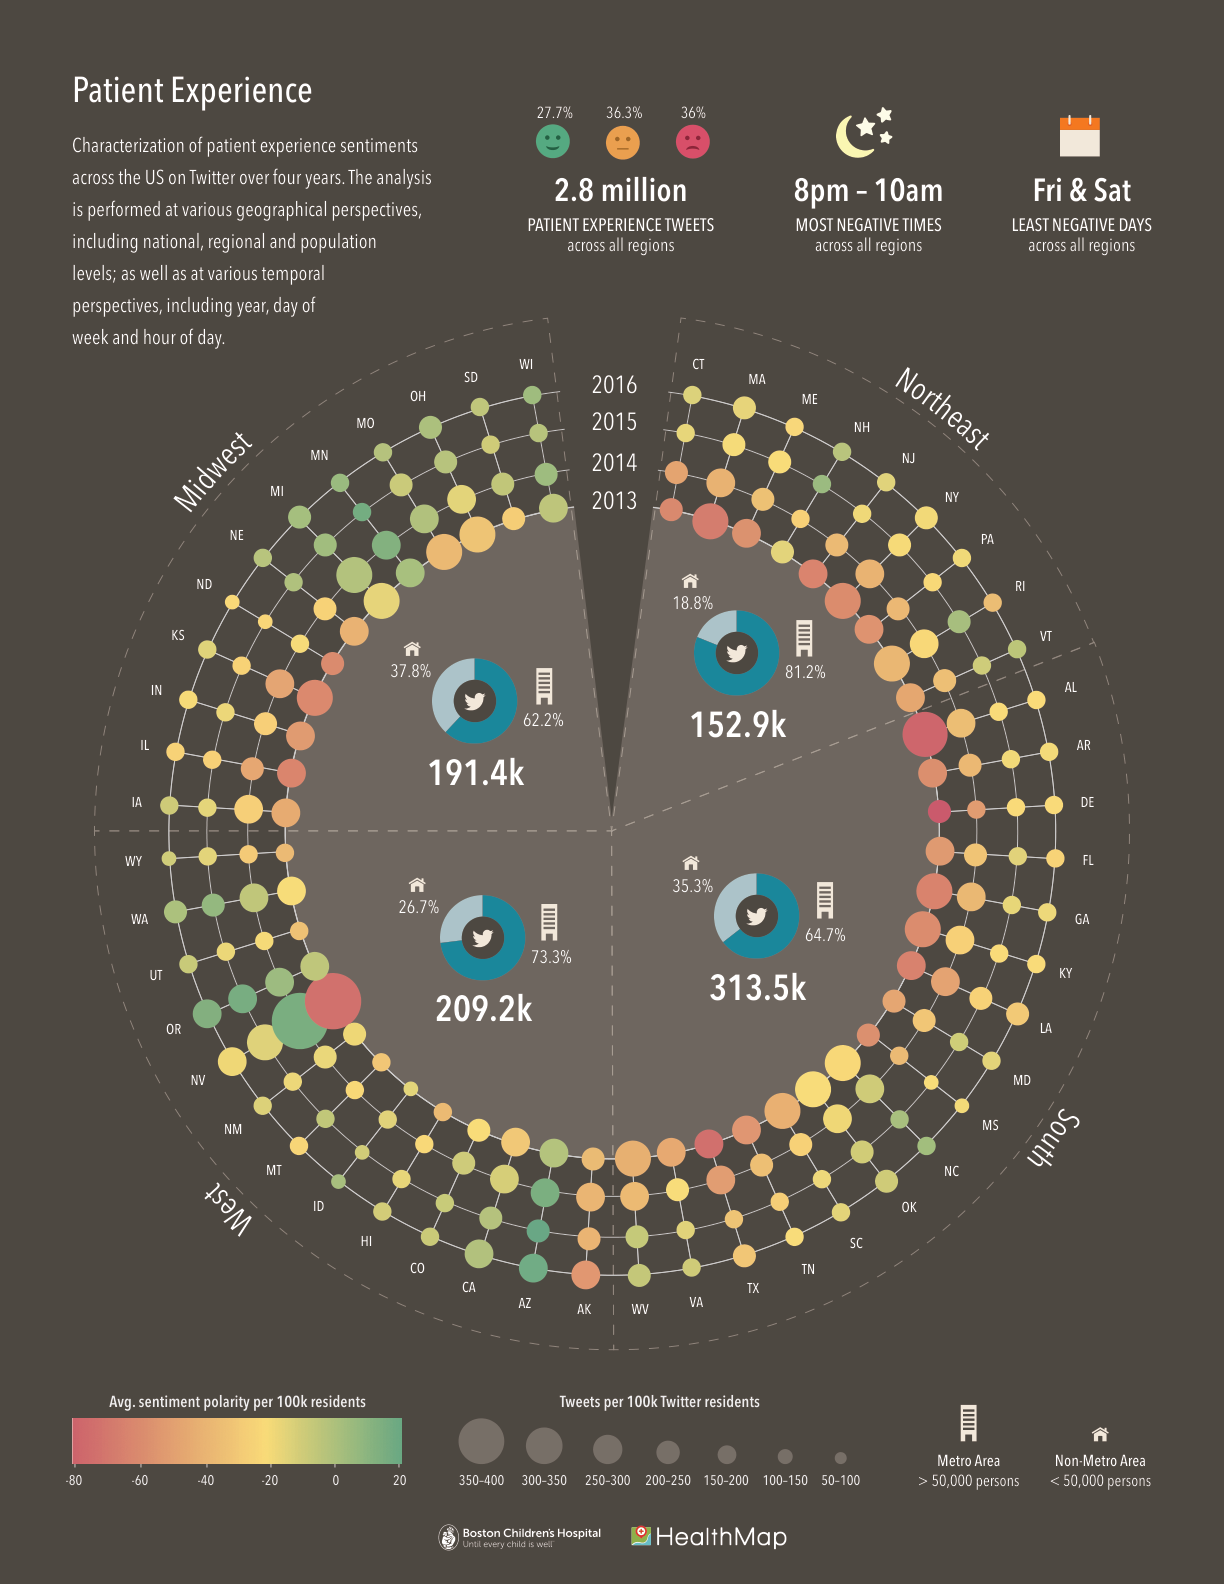 Patient Experience
Characterization of patient experience sentiments
across the US on Twitter over four years. The analysis
is performed at various geographical perspectives,
including national, regional and population
levels; as well as at various temporal
perspectives, including year, day of
week and hour of day.
27.7%
36.3%
36%
2.8 million
PATIENT EXPERIENCE TWEETS
across all regions
8pm – 10am
MOST NEGATIVE TIMES
across all regions
Fri & Sat
LEAST NEGATIVE DAYS
across all regions
2016
2015
2014
2013
Northeast
CT
MA
ME
NH
NJ
NY
PA
RI
VT
18.8%
81.2%
152.9k
South
AL
AR
DE
FL
GA
KY
LA
MD
MS
NC
OK
SC
TN
TX
VA
WV
35.3%
64.7%
313.5k
West
AK
AZ
CA
CO
HI
ID
MT
NM
NV
OR
UT
WA
WY
26.7%
73.3%
209.2k
Midwest
IA
IL
IN
KS
ND
NE
MI
MN
MO
OH
SD
WI
37.8%
62.2%
191.4k
Avg. sentiment polarity per 100k residents
-80
-60
-40
-20
0
20
Tweets per 100k Twitter residents
350–400
300–350
250–300
200–250
150–200
100–150
50–100
Metro Area
> 50,000 persons
Non-Metro Area
< 50,000 persons
Boston Children's Hospital
Until every child is well
HealthMap